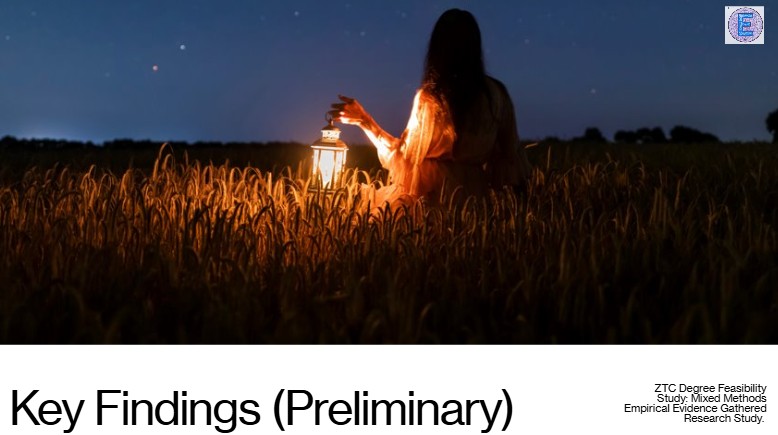 E
Key Findings (Preliminary)
ZTC Degree Feasibility
Study: Mixed Methods
Empirical Evidence Gathered
Research Study.